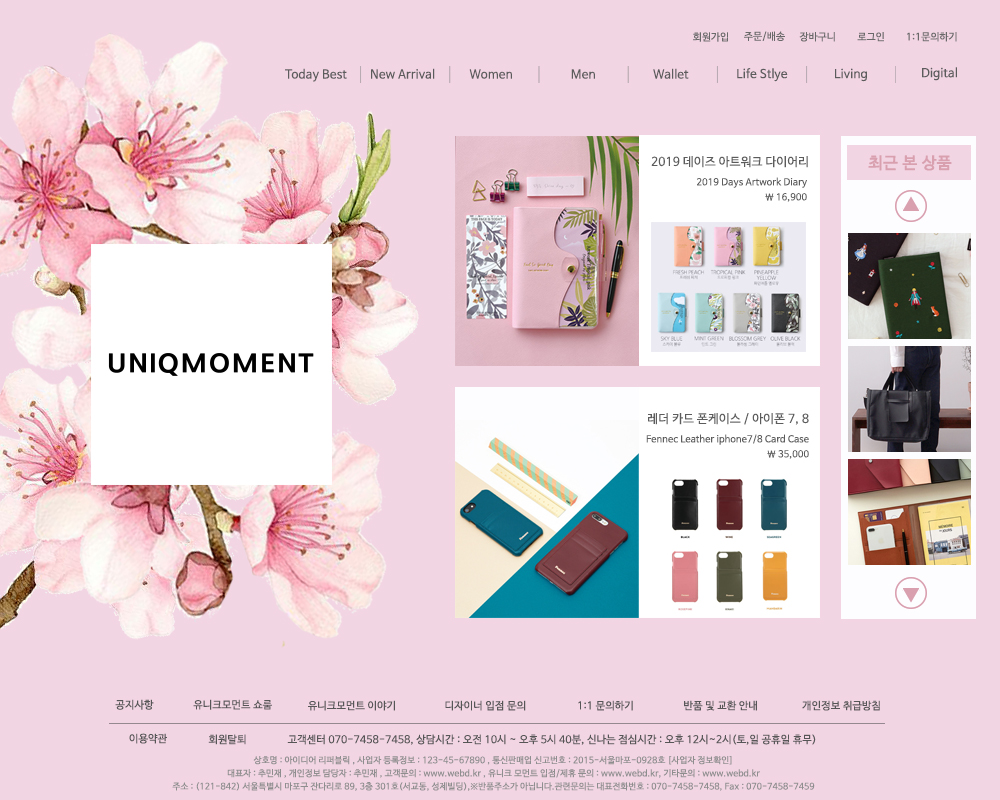 회원가입 주문/배송 장바구니 로그인 1:1문의하기
Today Best New Arrival Women Men Wallet Life Stlye Living Digital
UNIQMOMENT
2019 데이즈 아트워크 다이어리
2019 Days Artwork Diary
₩ 16,900
FRESH PEACH TROPICAL PINK PINEAPPLE YELLOW
SKY BLUE MINT GREEN BLOSSOM GREY OLIVE BLACK
레더 카드 폰케이스 / 아이폰 7, 8
Fennec Leather iphone7/8 Card Case
₩ 35,000
최근 본 상품
공지사항 유니크모먼트 쇼룸 유니크모먼트 이야기 디자이너 입점 문의 1:1 문의하기 반품 및 교환 안내 개인정보 취급방침
이용약관 회원탈퇴 고객센터 070-7458-7458, 상담시간 : 오전 10시 ~ 오후 5시 40분, 신나는 점심시간 : 오후 12시~2시(토,일 공휴일 휴무)
상호명 : 아이디어 리퍼블릭 , 사업자 등록정보 : 123-45-67890 , 통신판매업 신고번호 : 2015-서울마포-0928호 [사업자 정보확인]
대표자 : 추민재 , 개인정보 담당자 : 추민재 , 고객문의 : www.webd.kr , 유니크 모먼트 입점/제휴 문의 : www.webd.kr, 기타문의 : www.webd.kr
주소 : (121-842) 서울특별시 마포구 잔다리로 89, 3층 301호(서교동, 성제빌딩),※반품주소가 아닙니다.관련문의는 대표전화번호 : 070-7458-7458, Fax : 070-7458-7459